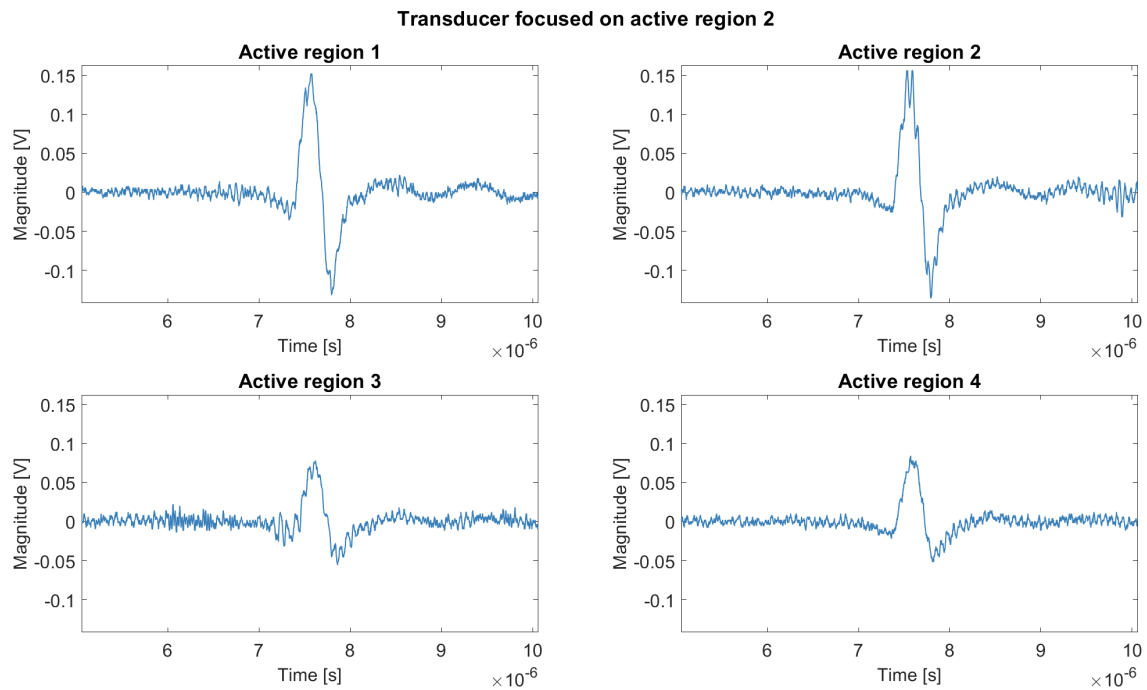 Transducer focused on active region 2
Active region 1
Magnitude [V]
0.15
0.1
0.05
0
-0.05
-0.1
6 7 8 9 10
Time [s]
×10-6
Active region 2
Magnitude [V]
0.15
0.1
0.05
0
-0.05
-0.1
6 7 8 9 10
Time [s]
×10-6
Active region 3
Magnitude [V]
0.15
0.1
0.05
0
-0.05
-0.1
6 7 8 9 10
Time [s]
×10-6
Active region 4
Magnitude [V]
0.15
0.1
0.05
0
-0.05
-0.1
6 7 8 9 10
Time [s]
×10-6